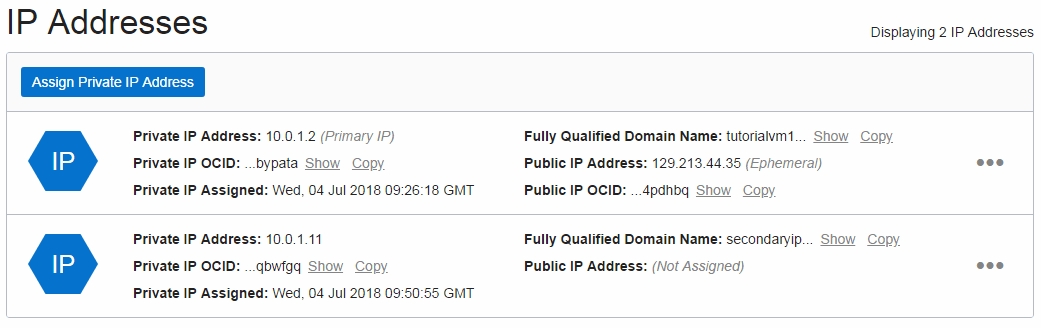 IP Addresses
Displaying 2 IP Addresses
Assign Private IP Address
IP
Private IP Address: 10.0.1.2 (Primary IP)
Private IP OCID: ...bypata Show Copy
Private IP Assigned: Wed, 04 Jul 2018 09:26:18 GMT
Fully Qualified Domain Name: tutorialvm1... Show Copy
Public IP Address: 129.213.44.35 (Ephemeral)
Public IP OCID: ...4pdhbq Show Copy
IP
Private IP Address: 10.0.1.11
Private IP OCID: ...qbwfgq Show Copy
Private IP Assigned: Wed, 04 Jul 2018 09:50:55 GMT
Fully Qualified Domain Name: secondaryip... Show Copy
Public IP Address: (Not Assigned)